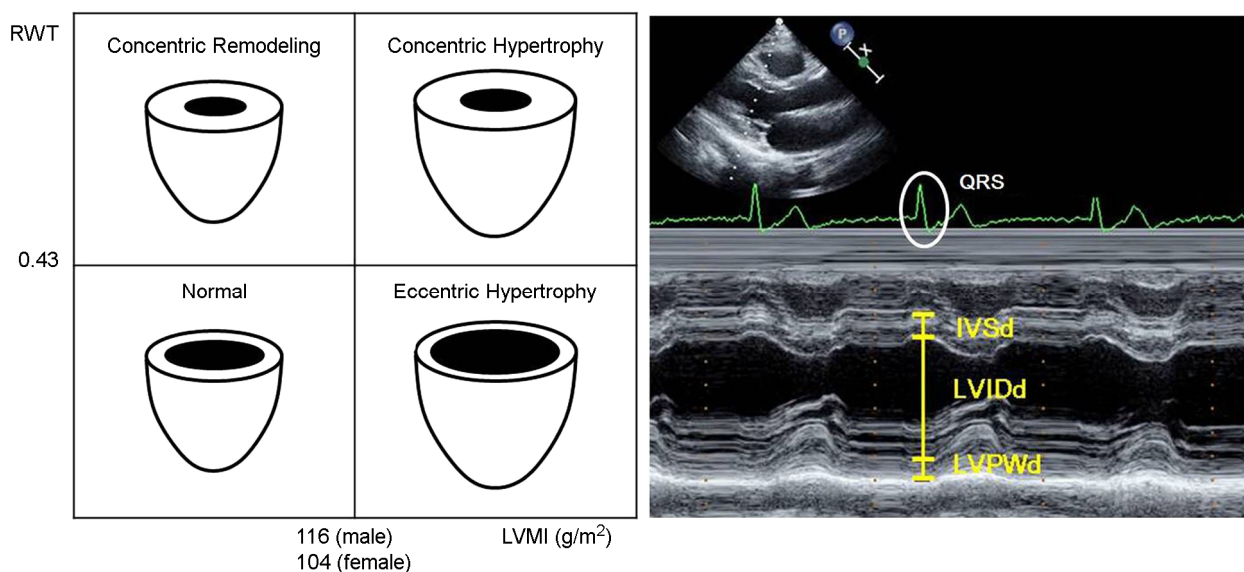 RWT
Concentric Remodeling
Concentric Hypertrophy
0.43
Normal
Eccentric Hypertrophy
116 (male)
104 (female)
LVMI (g/m²)
P
X
QRS
IVSd
LVIDd
LVPWd